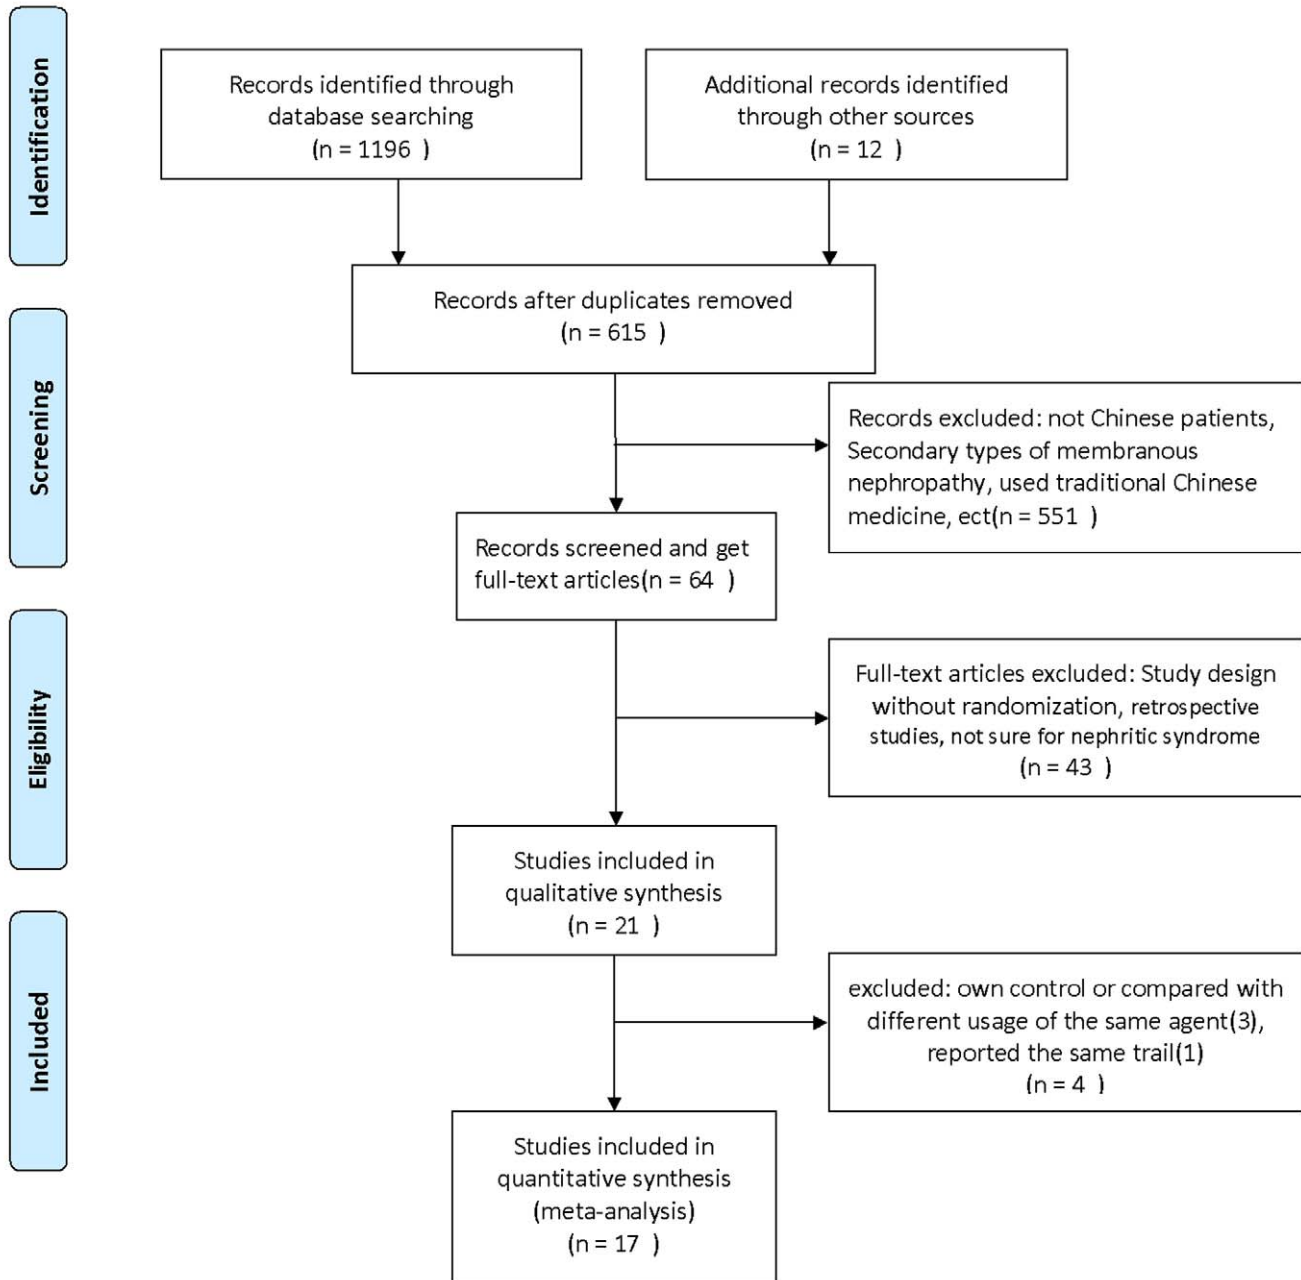 Identification
Records identified through
database searching
(n = 1196 )
Additional records identified
through other sources
(n = 12 )
Records after duplicates removed
(n = 615 )
Screening
Records excluded: not Chinese patients,
Secondary types of membranous
nephropathy, used traditional Chinese
medicine, ect(n = 551 )
Records screened and get
full-text articles(n = 64 )
Eligibility
Full-text articles excluded: Study design
without randomization, retrospective
studies, not sure for nephritic syndrome
(n = 43 )
Studies included in
qualitative synthesis
(n = 21 )
Included
excluded: own control or compared with
different usage of the same agent(3),
reported the same trail(1)
(n = 4 )
Studies included in
quantitative synthesis
(meta-analysis)
(n = 17 )